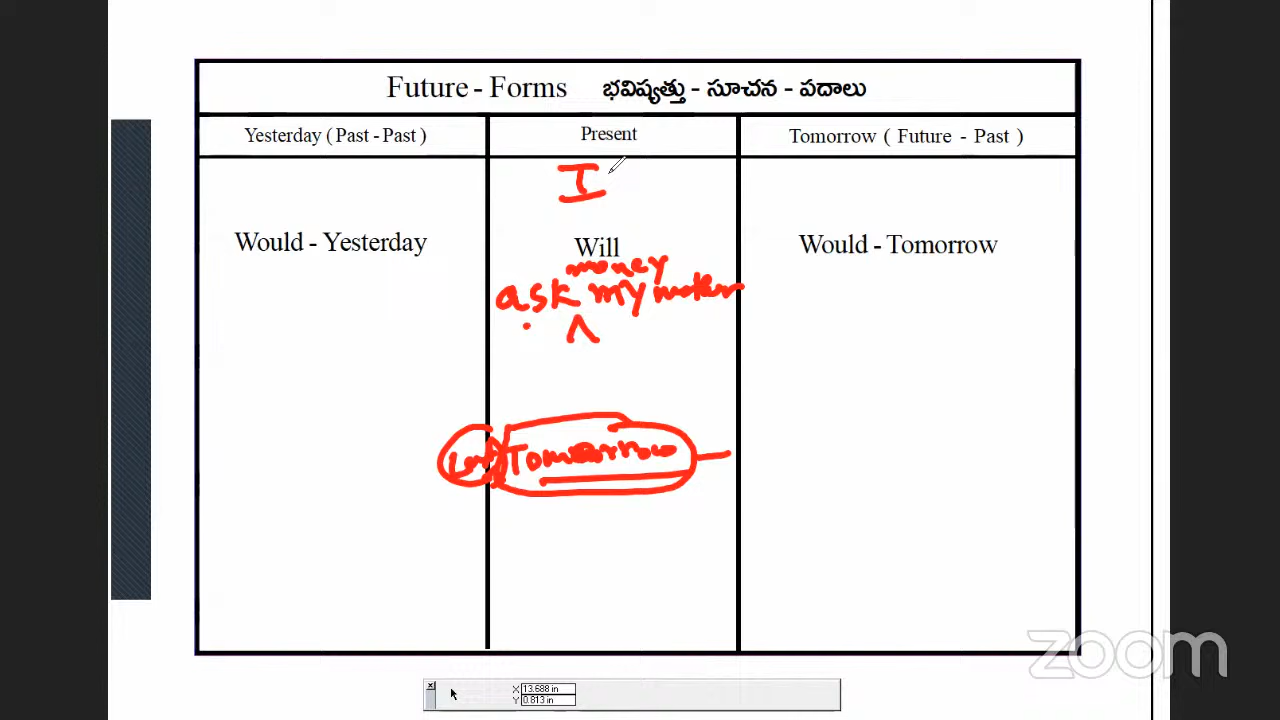 Future - Forms భవిష్యత్తు - సూచన - పదాలు
Yesterday ( Past - Past )
Present
Tomorrow ( Future - Past )
I
Would - Yesterday
Will
Would - Tomorrow
money
ask my mother
Tomorrow
zoom
X 13.688 in
Y 0.813 in